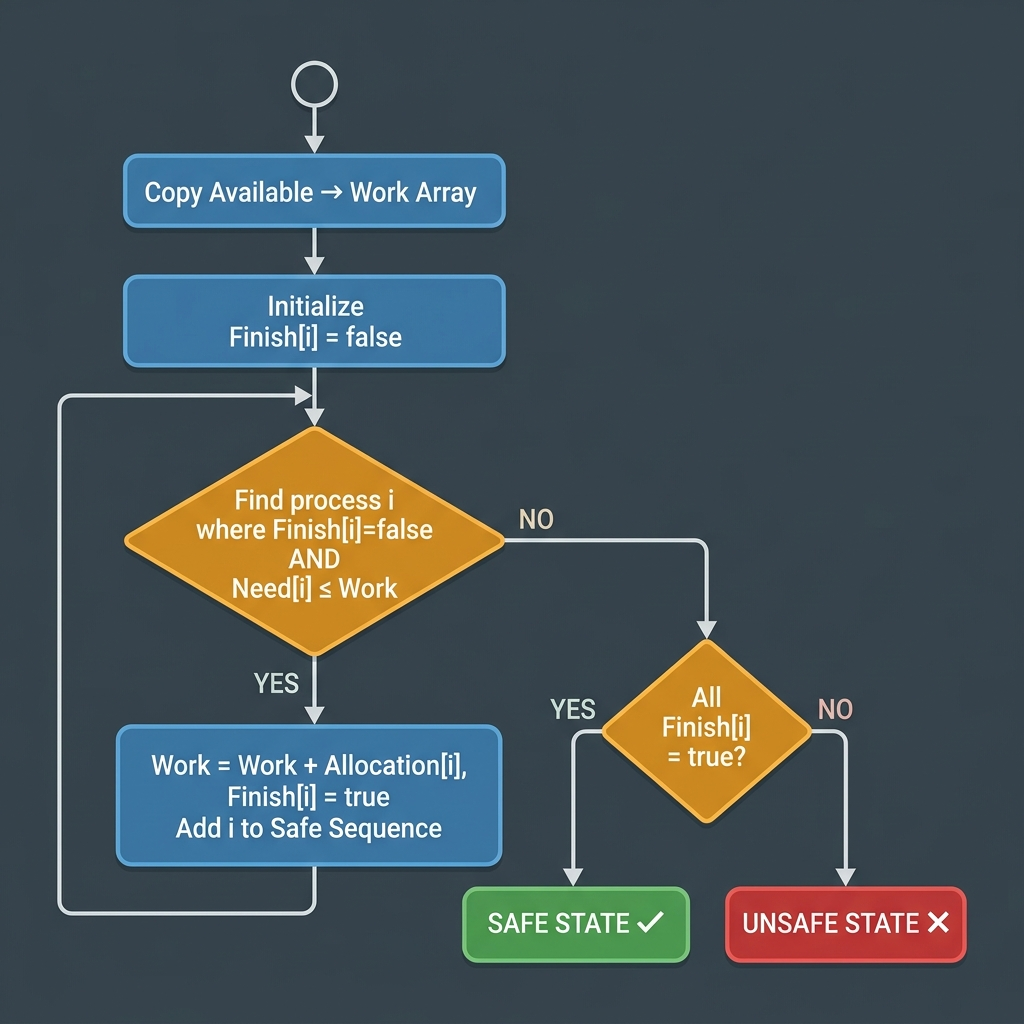 Copy Available → Work Array
Initialize
Finish[i] = false
Find process i
where Finish[i]=false
AND
Need[i] ≤ Work
NO
YES
Work = Work + Allocation[i],
Finish[i] = true
Add i to Safe Sequence
All
Finish[i]
= true?
YES
NO
SAFE STATE ✓
UNSAFE STATE ✕